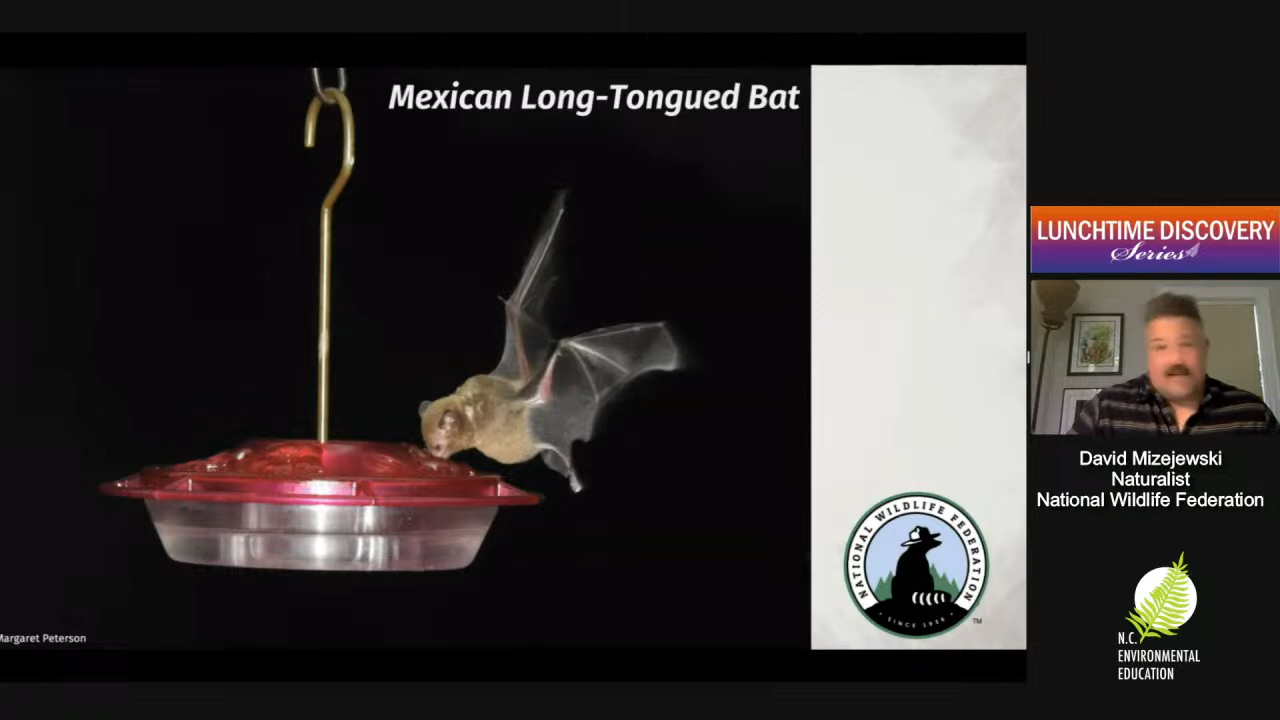 Mexican Long-Tongued Bat
Margaret Peterson
NATIONAL WILDLIFE FEDERATION
SINCE 1936
TM
LUNCHTIME DISCOVERY
Series
David Mizejewski
Naturalist
National Wildlife Federation
N.C.
ENVIRONMENTAL
EDUCATION